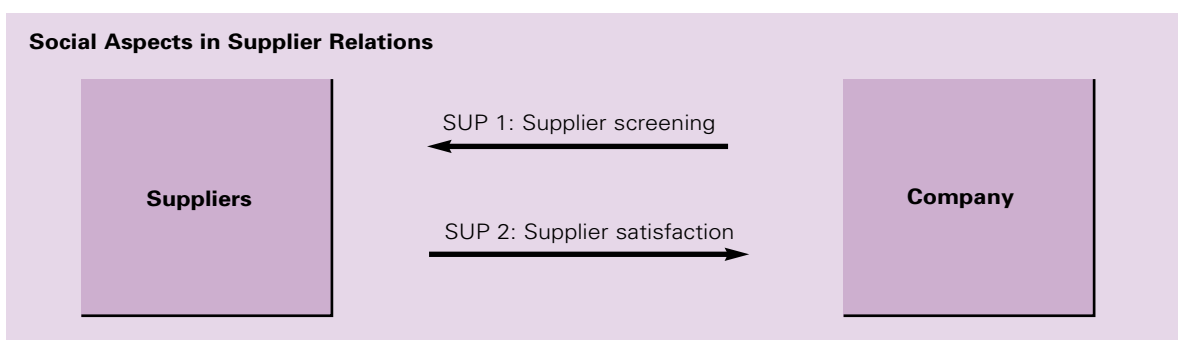 Social Aspects in Supplier Relations
SUP 1: Supplier screening
Suppliers
Company
SUP 2: Supplier satisfaction